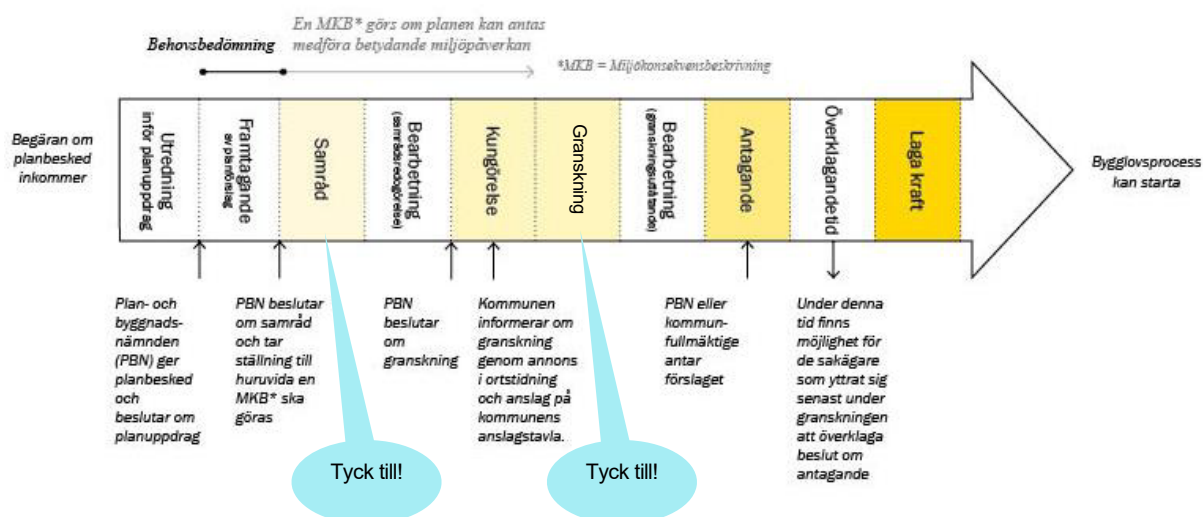 En MKB* görs om planen kan antas
medföra betydande miljöpåverkan
Behovsbedömning
*MKB = Miljökonsekvensbeskrivning
Begäran om
planbesked
inkommer
Utredning
inför planuppdrag
Framtagande
av planförslag
Samråd
Bearbetning
(samrådsredogörelse)
Kungörelse
Granskning
Bearbetning
(granskningsutlåtande)
Antagande
Överklagandetid
Laga kraft
Bygglovsprocess
kan starta
Plan- och
byggnads-
nämnden
(PBN) ger
planbesked
och
beslutar om
planuppdrag
PBN beslutar
om samråd
och tar
ställning till
huruvida en
MKB* ska
göras
PBN
beslutar
om
granskning
Kommunen
informerar om
granskning
genom annons
i ortstidning
och anslag på
kommunens
anslagstavla.
PBN eller
kommun-
fullmäktige
antar
förslaget
Under denna
tid finns
möjlighet för
de sakägare
som yttrat sig
senast under
granskningen
att överklaga
beslut om
antagande
Tyck till!
Tyck till!